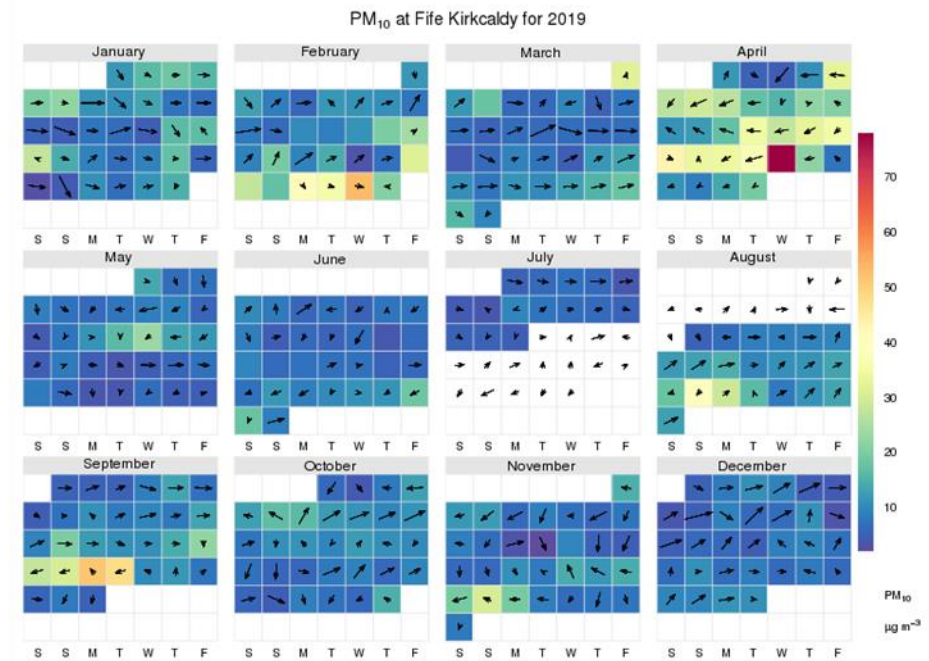 PM₁₀ at Fife Kirkcaldy for 2019
January
February
March
April
S S M T W T F
S S M T W T F
S S M T W T F
S S M T W T F
May
June
July
August
S S M T W T F
S S M T W T F
S S M T W T F
S S M T W T F
September
October
November
December
S S M T W T F
S S M T W T F
S S M T W T F
S S M T W T F
70
60
50
40
30
20
10
PM₁₀
μg m⁻³